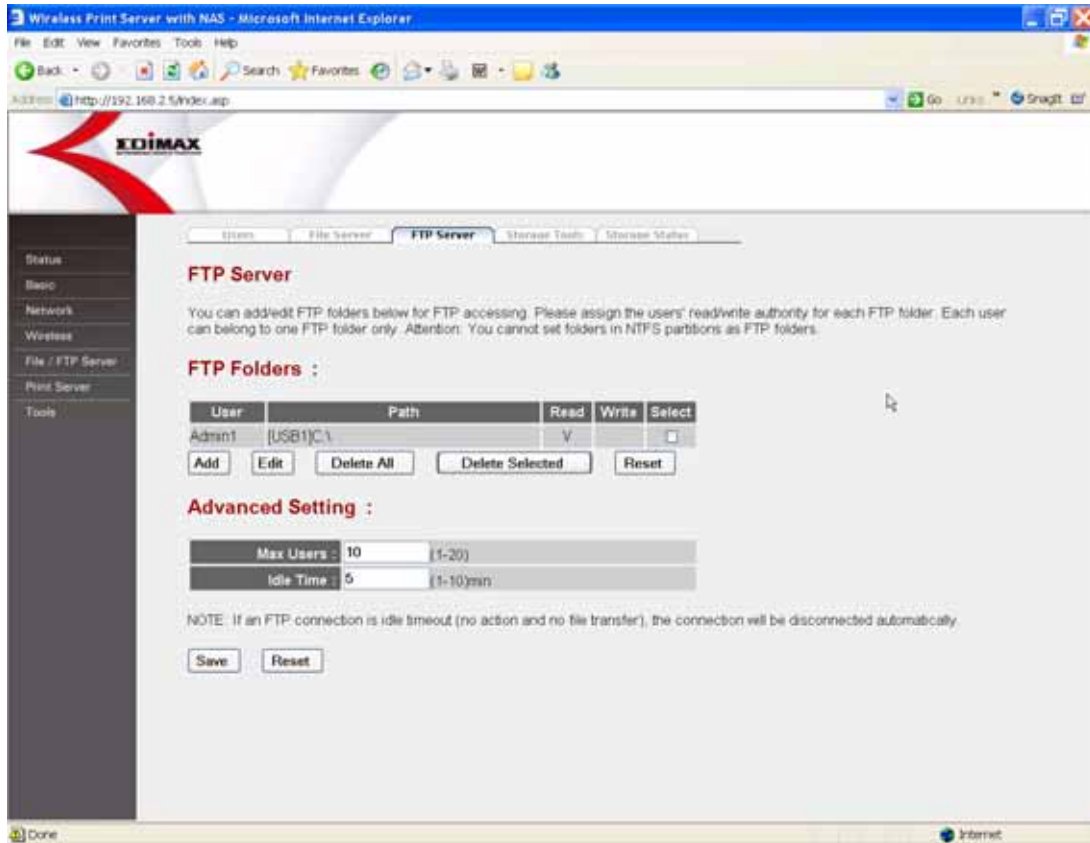 Wireless Print Server with NAS - Microsoft Internet Explorer
File Edit View Favorites Tools Help
Back Search Favorites
Address http://192.168.2.5/index.asp Go Links SnagIt
EDIMAX
Users File Server FTP Server Storage Tools Storage Status
Status
Basic
Network
Wireless
File / FTP Server
Print Server
Tools
FTP Server
You can add/edit FTP folders below for FTP accessing. Please assign the users' read/write authority for each FTP folder. Each user
can belong to one FTP folder only. Attention: You cannot set folders in NTFS partitions as FTP folders.
FTP Folders :
User Path Read Write Select
Admin1 [USB1]C:\ V
Add Edit Delete All Delete Selected Reset
Advanced Setting :
Max Users : 10 (1-20)
Idle Time : 5 (1-10)min
NOTE: If an FTP connection is idle timeout (no action and no file transfer), the connection will be disconnected automatically.
Save Reset
Done Internet